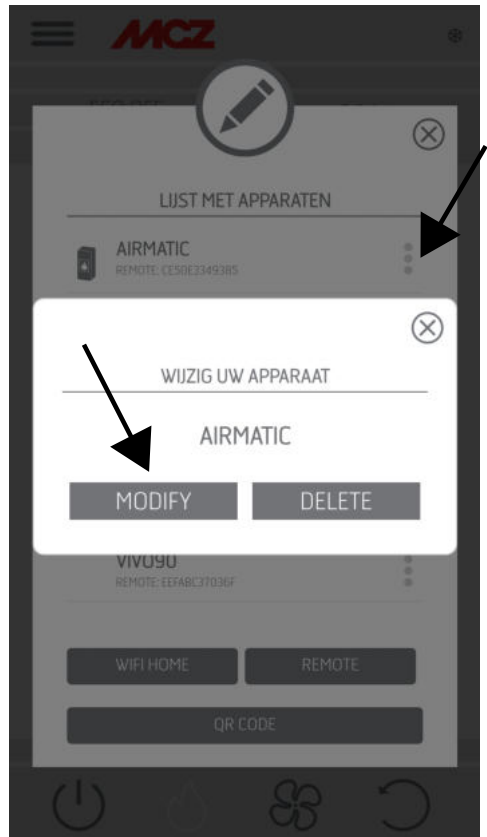 MCZ
LIJST MET APPARATEN
AIRMATIC
REMOTE: CE50E3349385
WIJZIG UW APPARAAT
AIRMATIC
MODIFY DELETE
VIVO90
REMOTE: EEFABC37036F
WIFI HOME REMOTE
QR CODE